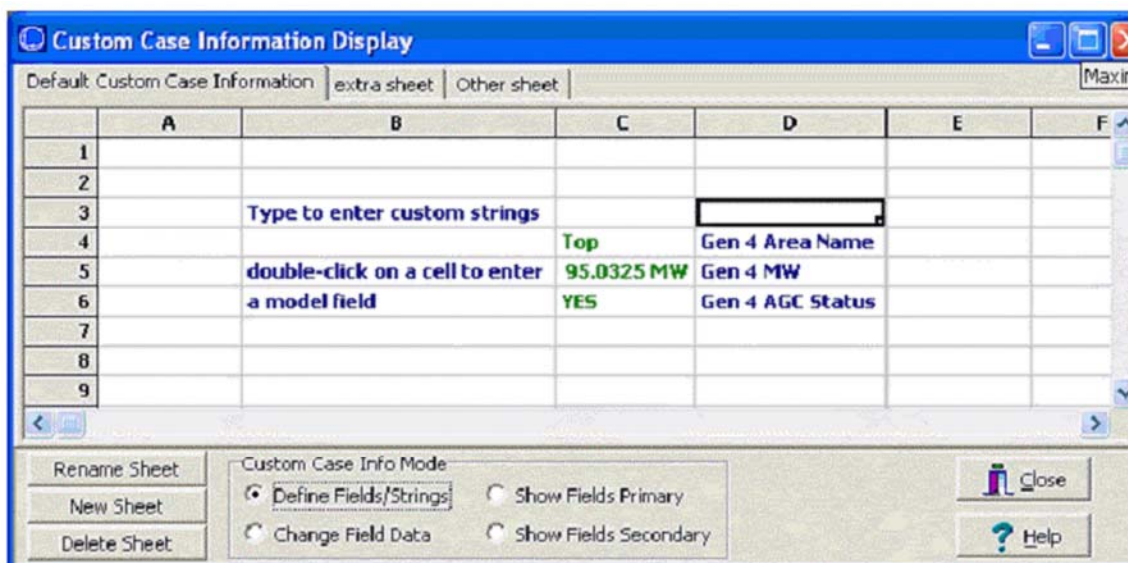 Custom Case Information Display
Default Custom Case Information extra sheet Other sheet
A B C D E F
1
2
3 Type to enter custom strings
4 Top Gen 4 Area Name
5 double-click on a cell to enter 95.0325 MW Gen 4 MW
6 a model field YES Gen 4 AGC Status
7
8
9
Rename Sheet
New Sheet
Delete Sheet
Custom Case Info Mode
Define Fields/Strings Show Fields Primary
Change Field Data Show Fields Secondary
Close
? Help